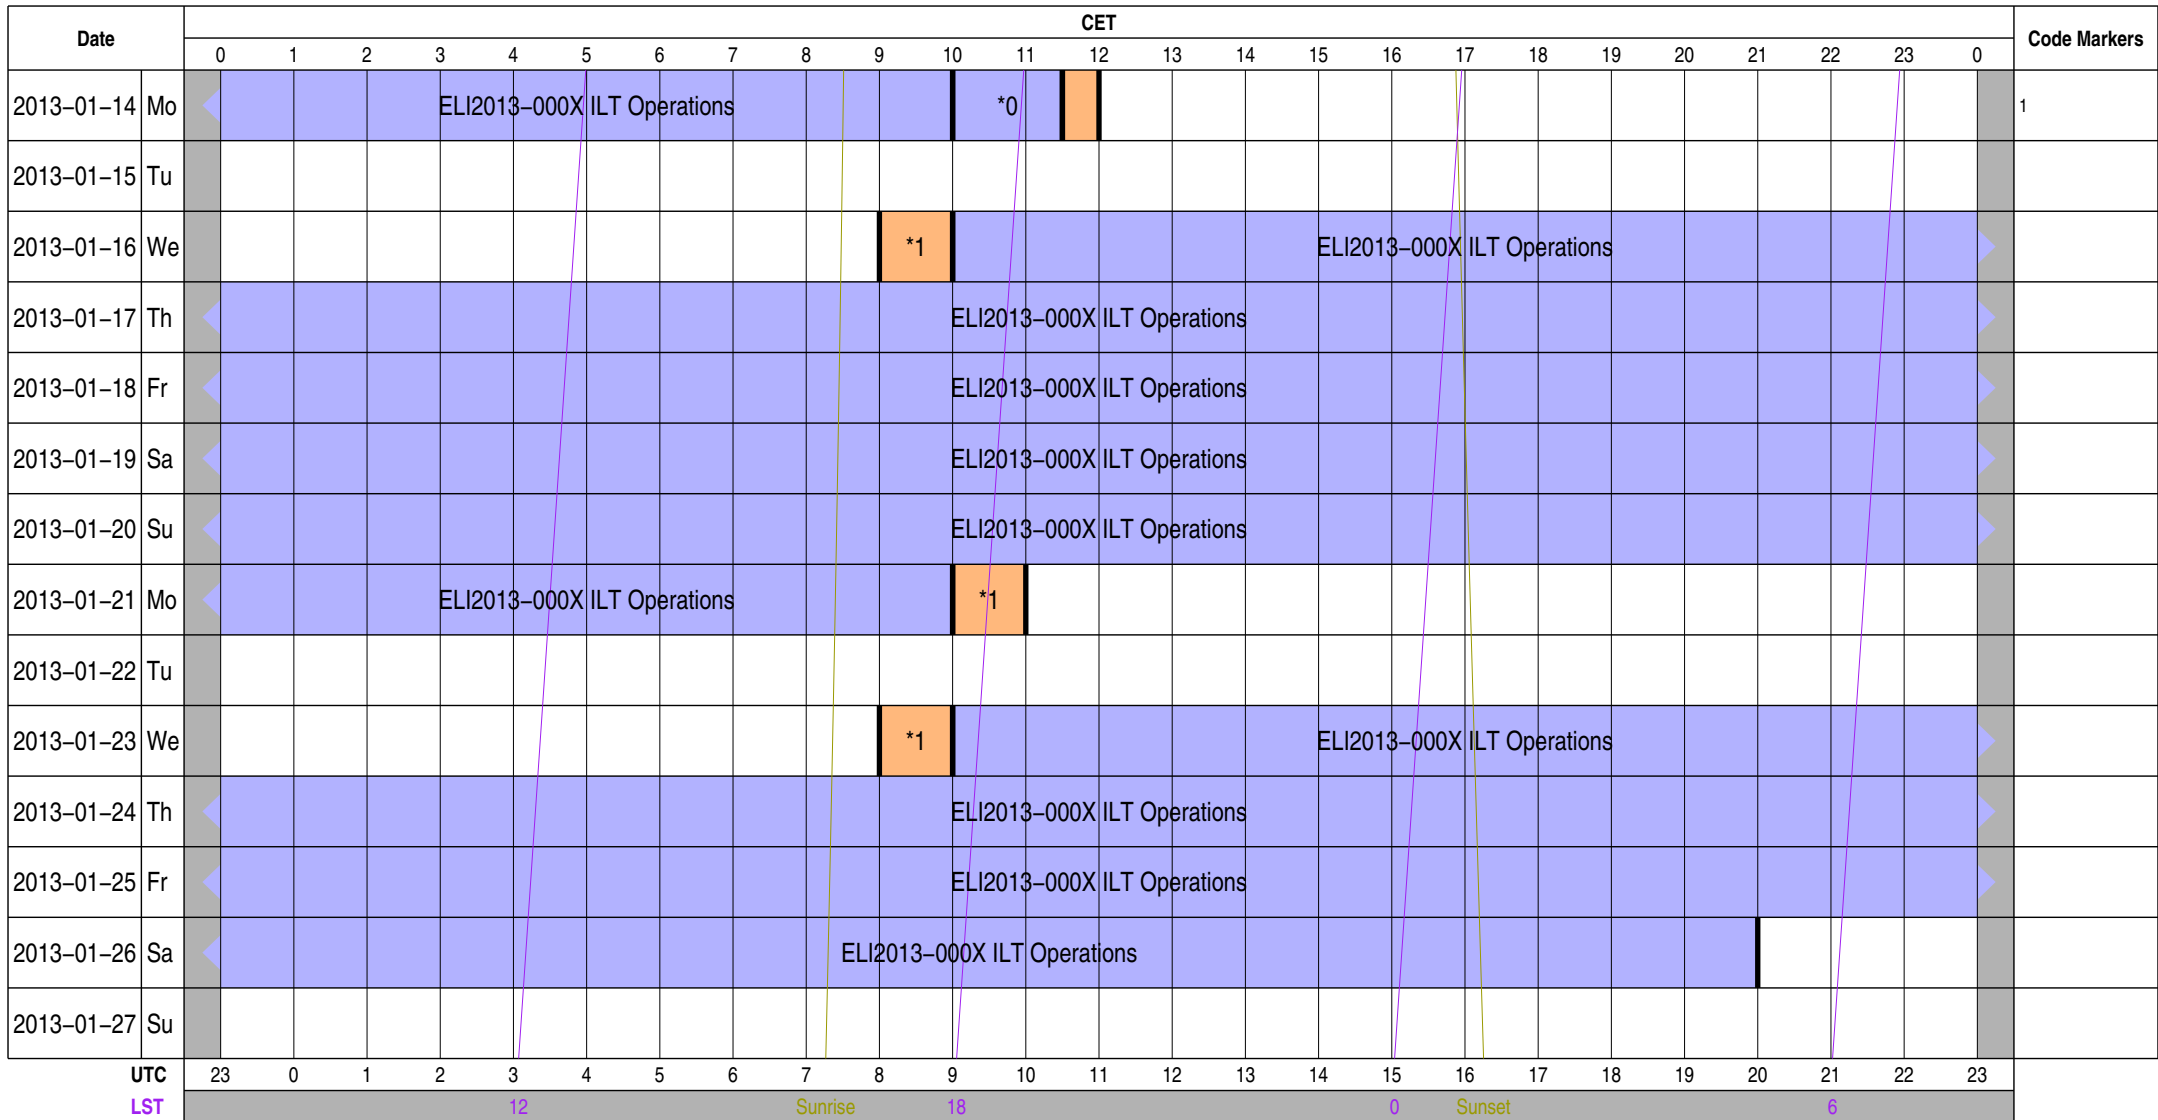 Date CET Code Markers
0 1 2 3 4 5 6 7 8 9 10 11 12 13 14 15 16 17 18 19 20 21 22 23 0
2013–01–14 Mo ELI2013–000X ILT Operations *0 1
2013–01–15 Tu
2013–01–16 We *1 ELI2013–000X ILT Operations
2013–01–17 Th ELI2013–000X ILT Operations
2013–01–18 Fr ELI2013–000X ILT Operations
2013–01–19 Sa ELI2013–000X ILT Operations
2013–01–20 Su ELI2013–000X ILT Operations
2013–01–21 Mo ELI2013–000X ILT Operations *1
2013–01–22 Tu
2013–01–23 We *1 ELI2013–000X ILT Operations
2013–01–24 Th ELI2013–000X ILT Operations
2013–01–25 Fr ELI2013–000X ILT Operations
2013–01–26 Sa ELI2013–000X ILT Operations
2013–01–27 Su
UTC 23 0 1 2 3 4 5 6 7 8 9 10 11 12 13 14 15 16 17 18 19 20 21 22 23
LST 12 Sunrise 18 0 Sunset 6